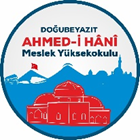 DOĞUBEYAZIT
AHMED-İ HÂNİ
Meslek Yüksekokulu